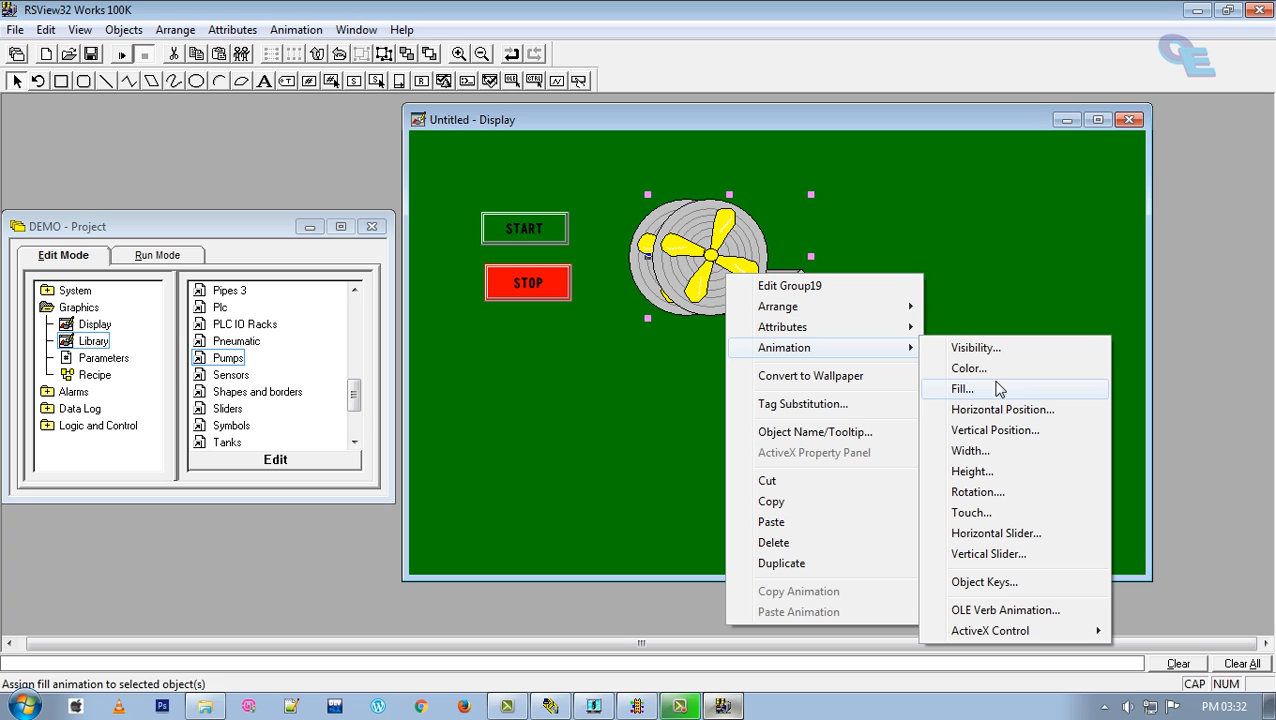 RSView32 Works 100K
File Edit View Objects Arrange Attributes Animation Window Help
OE
Untitled - Display
START
STOP
DEMO - Project
Edit Mode Run Mode
System
Graphics
Display
Library
Parameters
Recipe
Alarms
Data Log
Logic and Control
Pipes 3
Plc
PLC IO Racks
Pneumatic
Pumps
Sensors
Shapes and borders
Sliders
Symbols
Tanks
Edit
Edit Group19
Arrange
Attributes
Animation
Convert to Wallpaper
Tag Substitution...
Object Name/Tooltip...
ActiveX Property Panel
Cut
Copy
Paste
Delete
Duplicate
Copy Animation
Paste Animation
Visibility...
Color...
Fill...
Horizontal Position...
Vertical Position...
Width...
Height...
Rotation....
Touch...
Horizontal Slider...
Vertical Slider...
Object Keys...
OLE Verb Animation...
ActiveX Control
Clear Clear All
Assign fill animation to selected object(s)
CAP NUM
PM 03:32